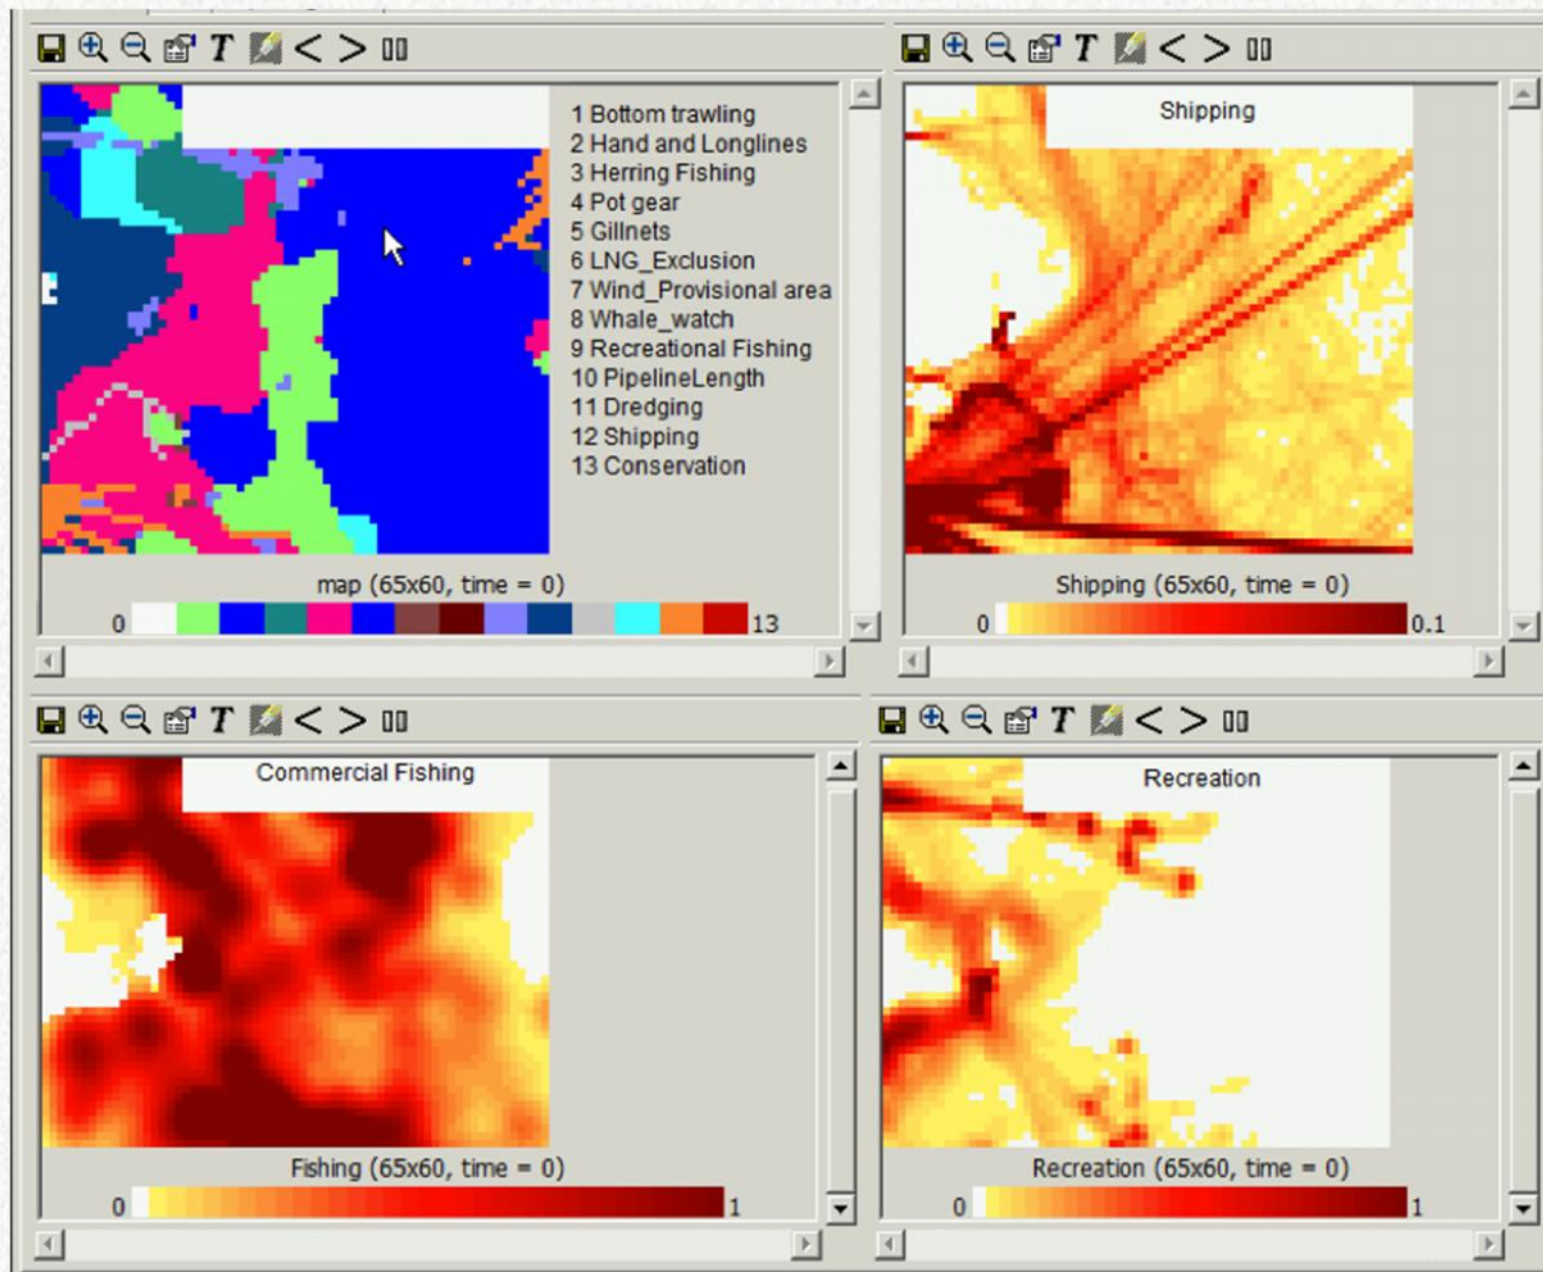 1 Bottom trawling
2 Hand and Longlines
3 Herring Fishing
4 Pot gear
5 Gillnets
6 LNG_Exclusion
7 Wind_Provisional area
8 Whale_watch
9 Recreational Fishing
10 PipelineLength
11 Dredging
12 Shipping
13 Conservation
map (65x60, time = 0)
0 13
Shipping
Shipping (65x60, time = 0)
0 0.1
Commercial Fishing
Fishing (65x60, time = 0)
0 1
Recreation
Recreation (65x60, time = 0)
0 1